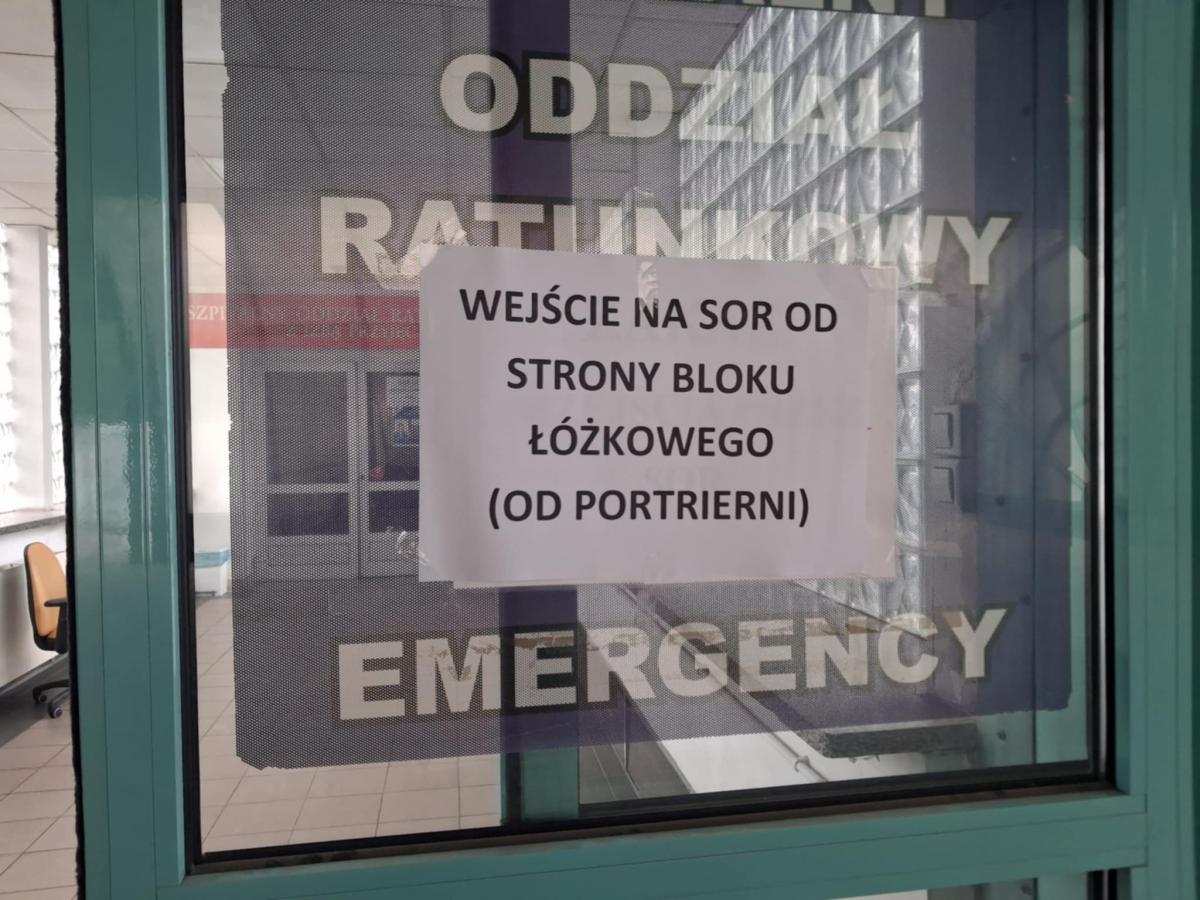 ODDZIAŁ
RATUNKOWY
WEJŚCIE NA SOR OD
STRONY BLOKU
ŁÓŻKOWEGO
(OD PORTRIERNI)
EMERGENCY